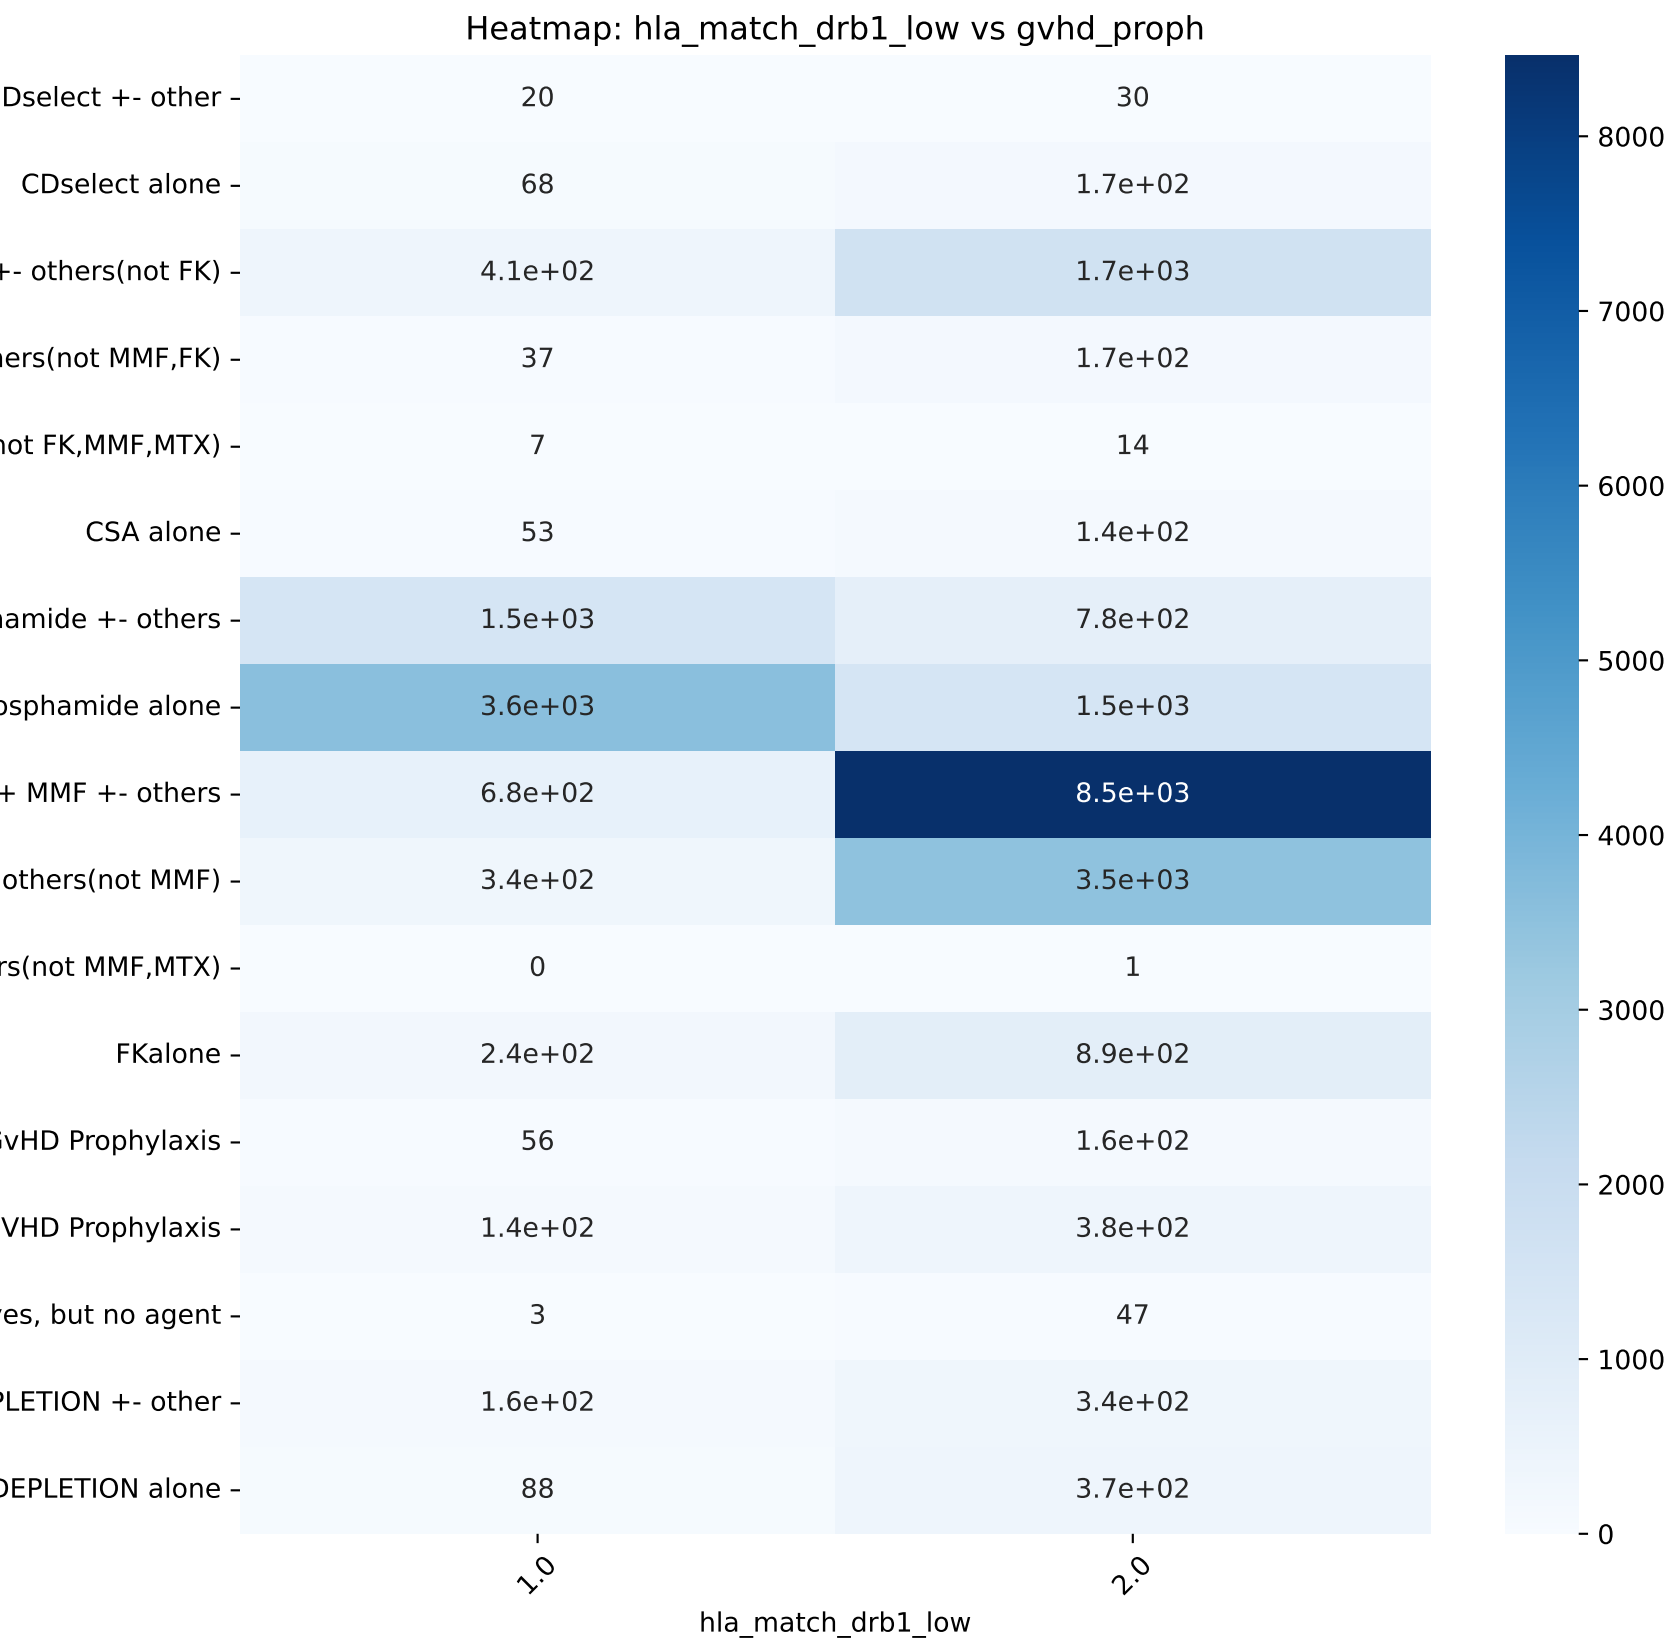 Heatmap: hla_match_drb1_low vs gvhd_proph
Dselect +- other 20 30
CDselect alone 68 1.7e+02
+- others(not FK) 4.1e+02 1.7e+03
ers(not MMF,FK) 37 1.7e+02
not FK,MMF,MTX) 7 14
CSA alone 53 1.4e+02
amide +- others 1.5e+03 7.8e+02
osphamide alone 3.6e+03 1.5e+03
+ MMF +- others 6.8e+02 8.5e+03
others(not MMF) 3.4e+02 3.5e+03
rs(not MMF,MTX) 0 1
FKalone 2.4e+02 8.9e+02
GvHD Prophylaxis 56 1.6e+02
VHD Prophylaxis 1.4e+02 3.8e+02
es, but no agent 3 47
PLETION +- other 1.6e+02 3.4e+02
DEPLETION alone 88 3.7e+02
1.0 2.0
hla_match_drb1_low
8000
7000
6000
5000
4000
3000
2000
1000
0